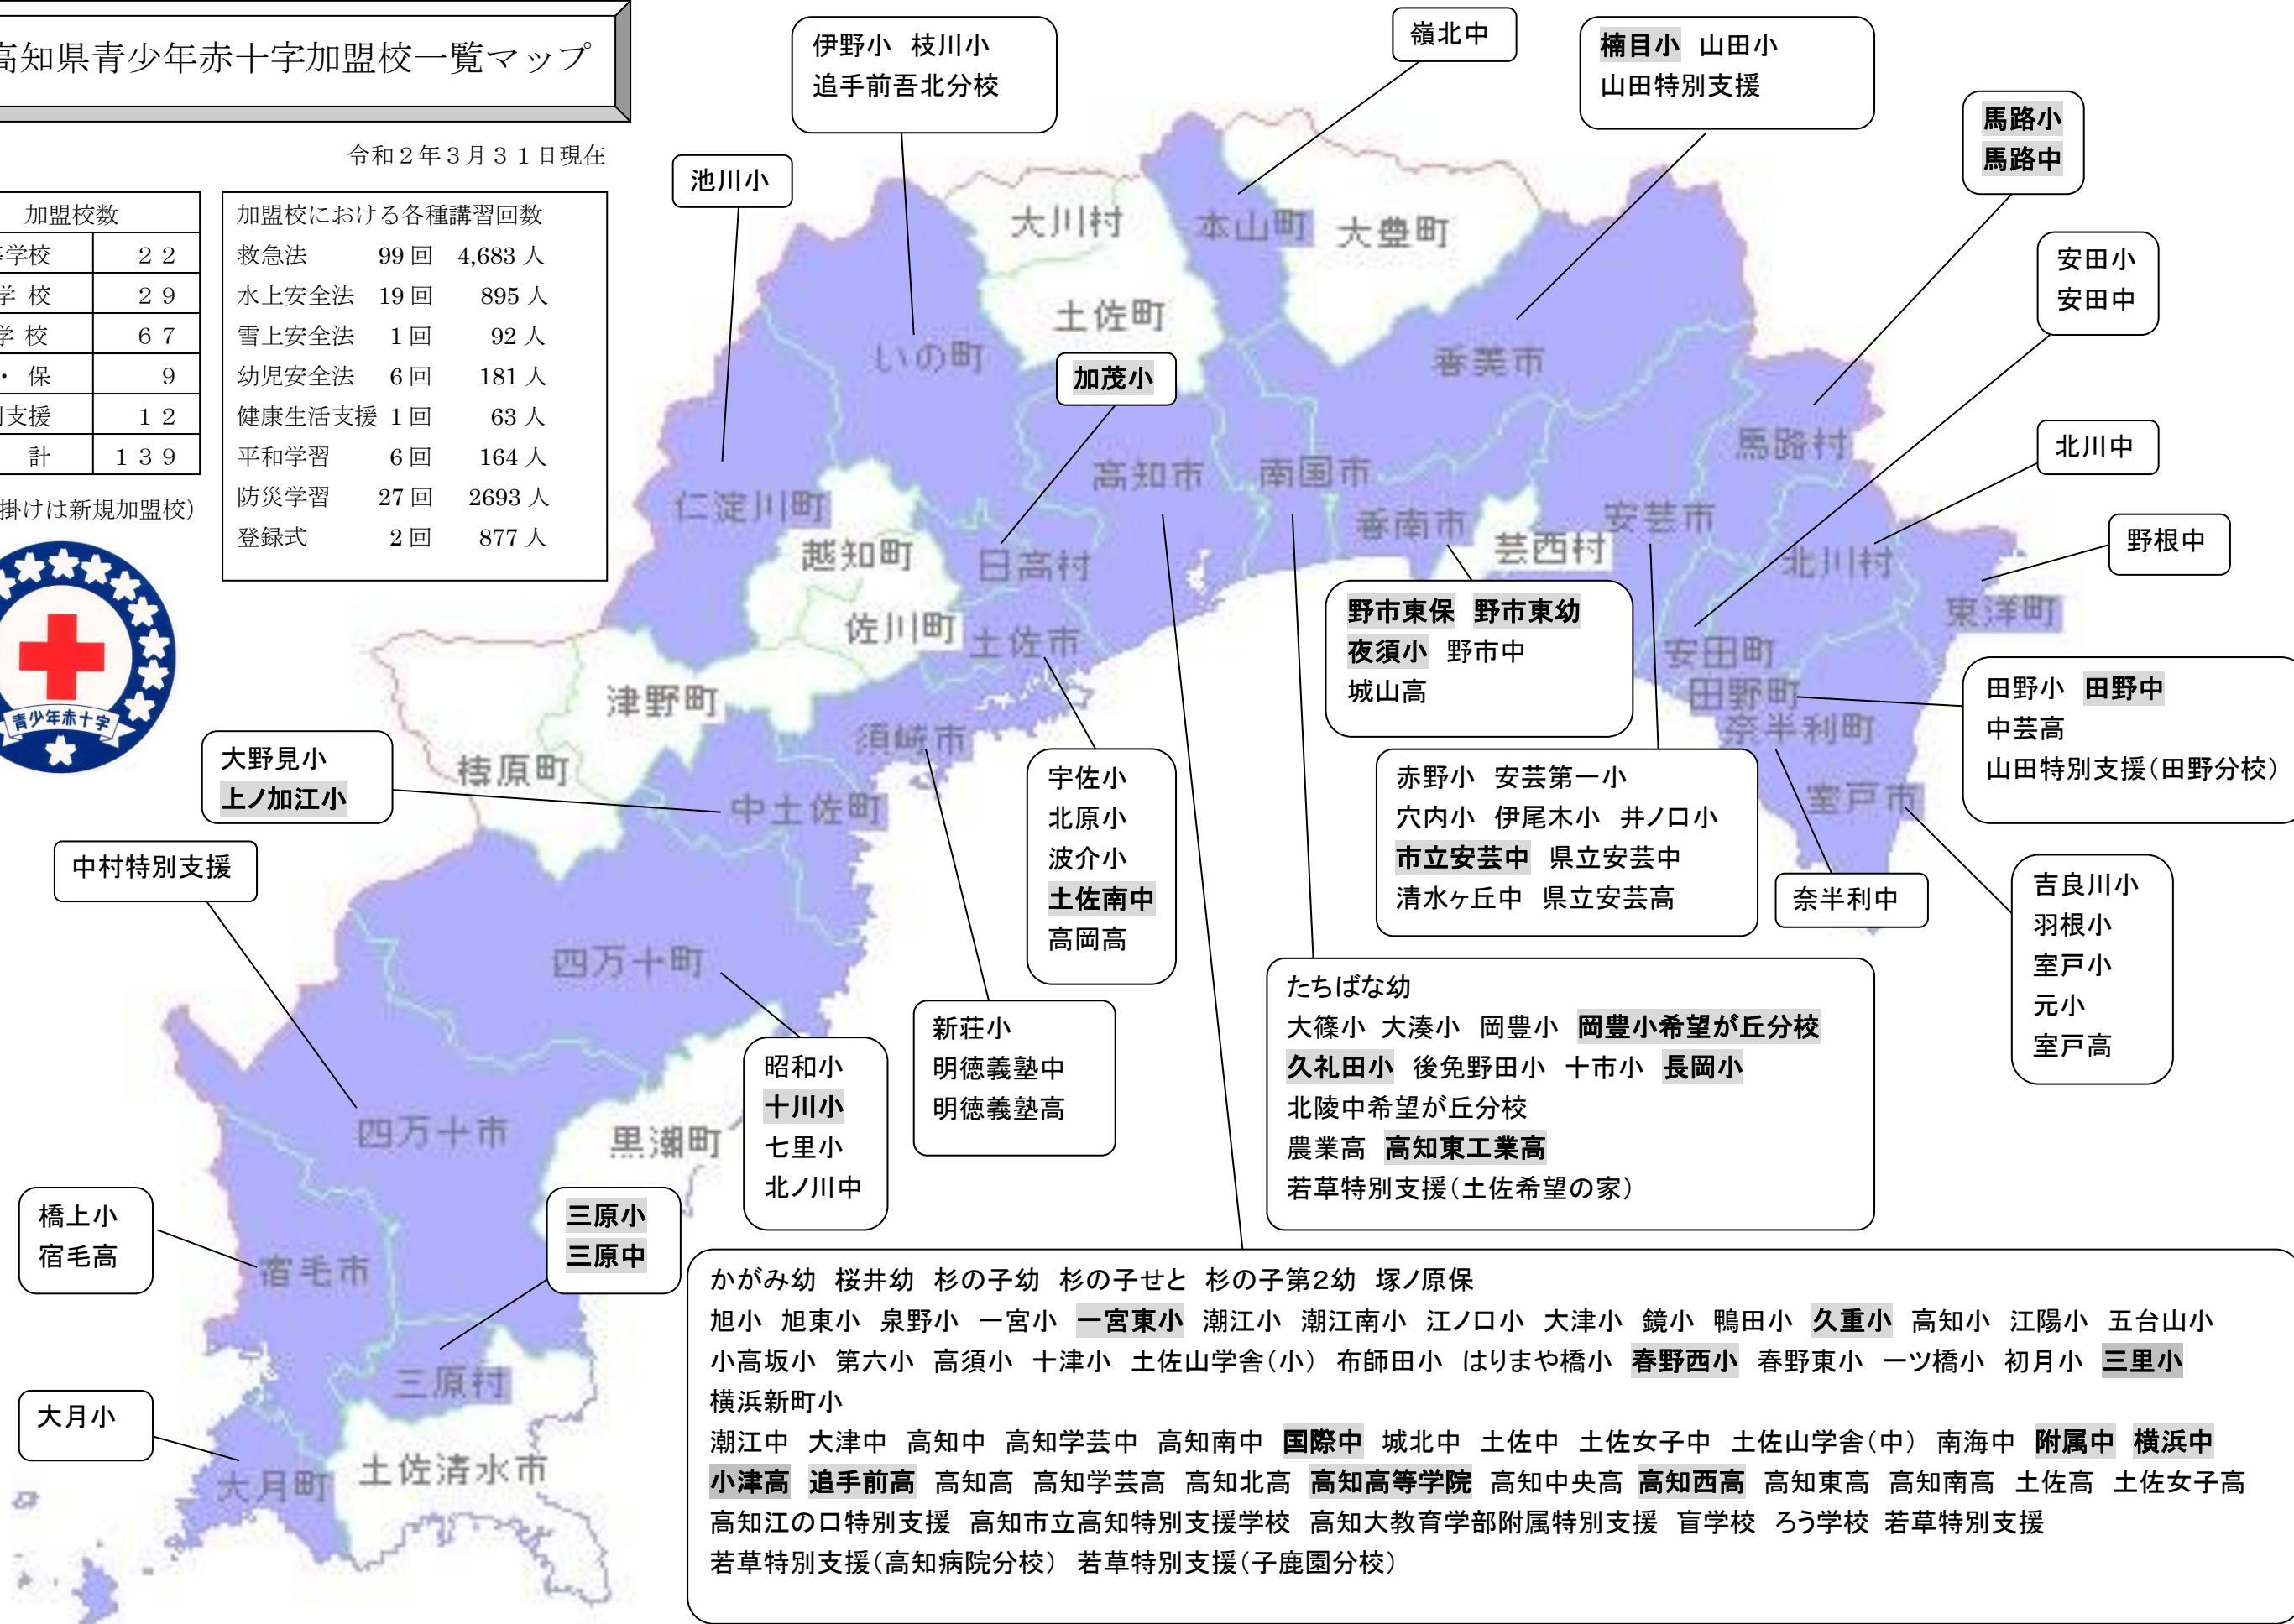 高知県青少年赤十字加盟校一覧マップ
令和２年３月３１日現在
加盟校数
等学校 ２２
学 校 ２９
学 校 ６７
・ 保 ９
別支援 １２
計 １３９
掛けは新規加盟校）
加盟校における各種講習回数
救急法 99回 4,683人
水上安全法 19回 895人
雪上安全法 1回 92人
幼児安全法 6回 181人
健康生活支援 1回 63人
平和学習 6回 164人
防災学習 27回 2693人
登録式 2回 877人
青少年赤十字
伊野小 枝川小
追手前吾北分校
嶺北中
楠目小 山田小
山田特別支援
馬路小
馬路中
池川小
安田小
安田中
加茂小
北川中
野根中
大川村
本山町
大豊町
土佐町
いの町
香美市
馬路村
高知市
南国市
仁淀川町
香南市
安芸市
芸西村
越知町
日高村
北川村
東洋町
佐川町
土佐市
安田町
田野町
津野町
須崎市
奈半利町
梼原町
中土佐町
室戸市
四万十町
四万十市
黒潮町
宿毛市
三原村
大月町
土佐清水市
野市東保 野市東幼
夜須小 野市中
城山高
田野小 田野中
中芸高
山田特別支援（田野分校）
大野見小
上ノ加江小
中村特別支援
宇佐小
北原小
波介小
土佐南中
高岡高
赤野小 安芸第一小
穴内小 伊尾木小 井ノ口小
市立安芸中 県立安芸中
清水ヶ丘中 県立安芸高
奈半利中
吉良川小
羽根小
室戸小
元小
室戸高
新荘小
明徳義塾中
明徳義塾高
昭和小
十川小
七里小
北ノ川中
たちばな幼
大篠小 大湊小 岡豊小 岡豊小希望が丘分校
久礼田小 後免野田小 十市小 長岡小
北陵中希望が丘分校
農業高 高知東工業高
若草特別支援（土佐希望の家）
橋上小
宿毛高
三原小
三原中
大月小
かがみ幼 桜井幼 杉の子幼 杉の子せと 杉の子第2幼 塚ノ原保
旭小 旭東小 泉野小 一宮小 一宮東小 潮江小 潮江南小 江ノ口小 大津小 鏡小 鴨田小 久重小 高知小 江陽小 五台山小
小高坂小 第六小 高須小 十津小 土佐山学舎（小） 布師田小 はりまや橋小 春野西小 春野東小 一ツ橋小 初月小 三里小
横浜新町小
潮江中 大津中 高知中 高知学芸中 高知南中 国際中 城北中 土佐中 土佐女子中 土佐山学舎（中） 南海中 附属中 横浜中
小津高 追手前高 高知高 高知学芸高 高知北高 高知高等学院 高知中央高 高知西高 高知東高 高知南高 土佐高 土佐女子高
高知江の口特別支援 高知市立高知特別支援学校 高知大教育学部附属特別支援 盲学校 ろう学校 若草特別支援
若草特別支援（高知病院分校） 若草特別支援（子鹿園分校）